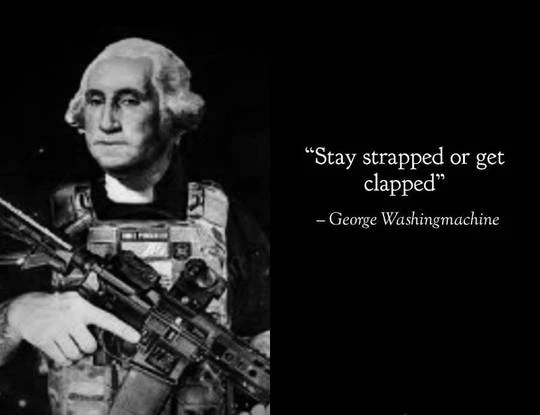 “Stay strapped or get
clapped”
– George Washingmachine